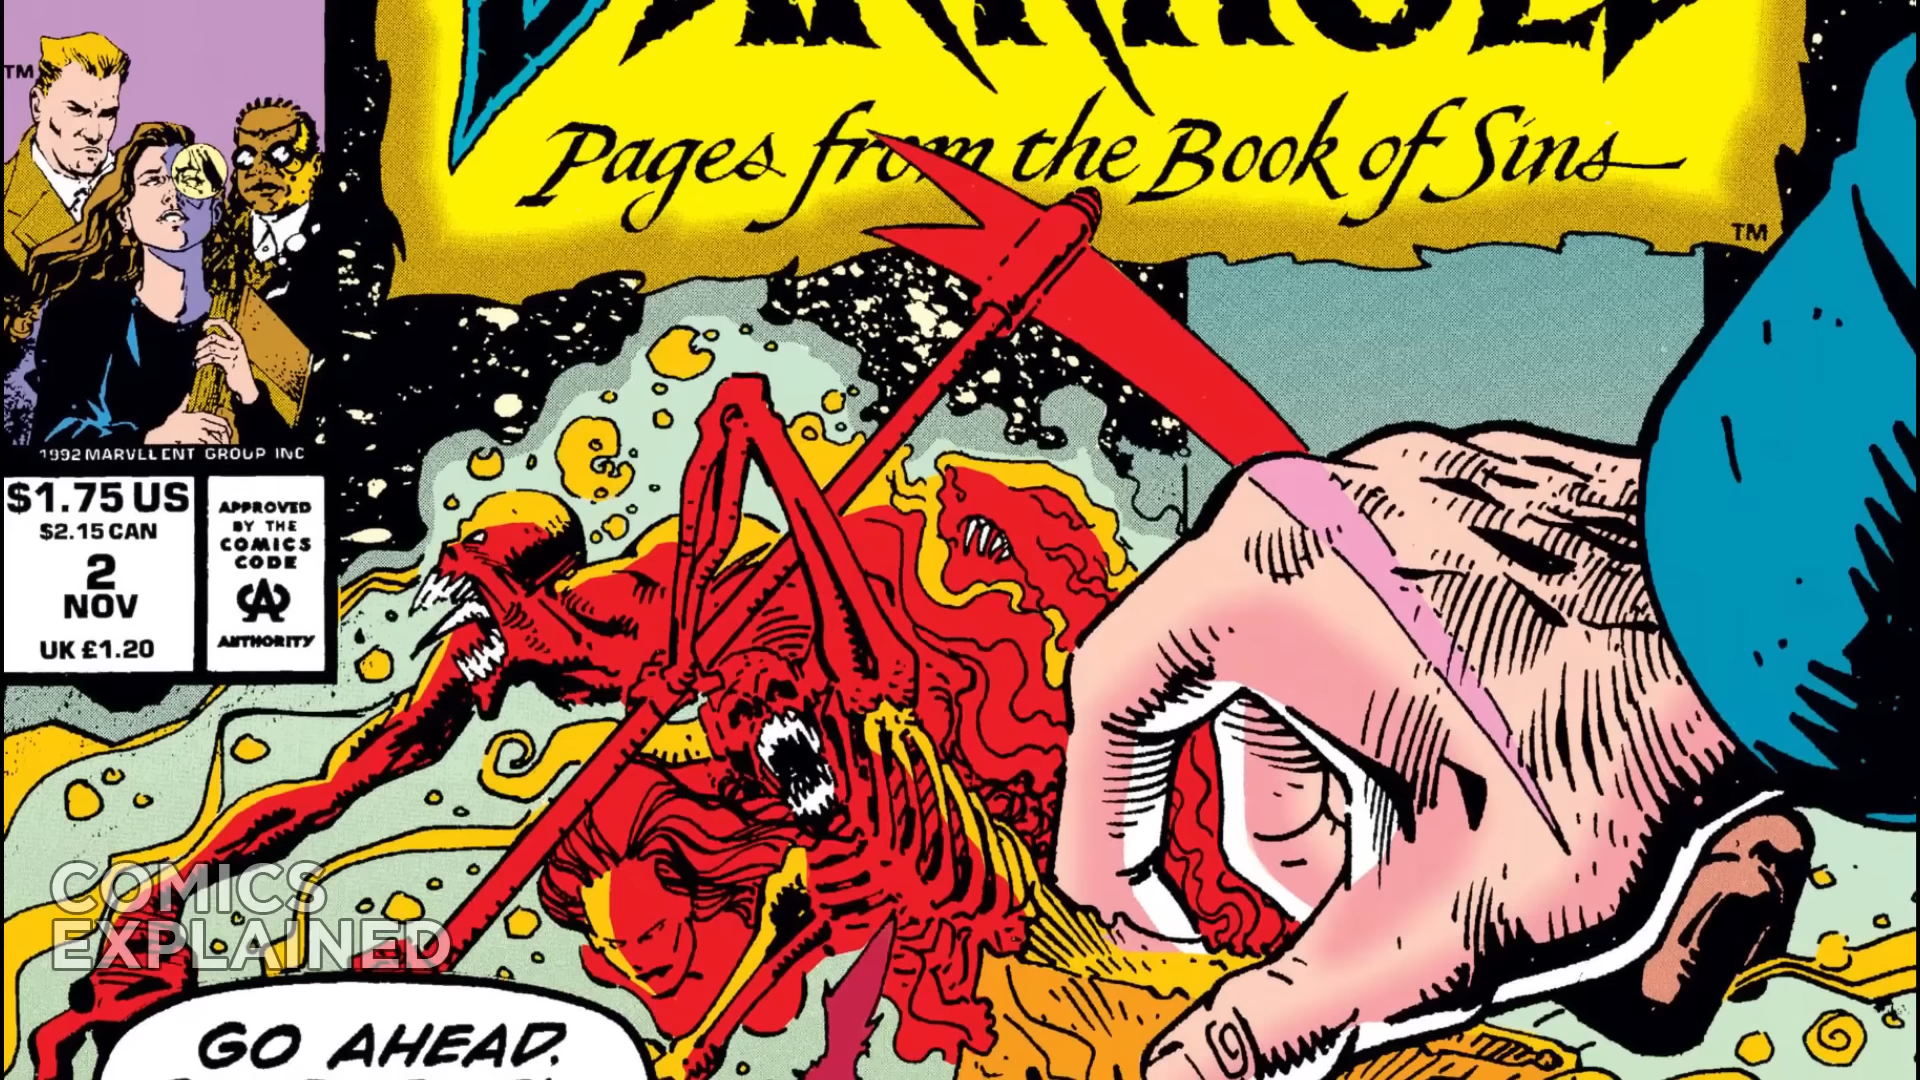 DARKHOLD
Pages from the Book of Sins
TM
TM
1992 MARVEL ENT GROUP INC
$1.75 US
$2.15 CAN
2
NOV
UK £1.20
APPROVED
BY THE
COMICS
CODE
CA
AUTHORITY
COMICS
EXPLAINED
GO AHEAD.